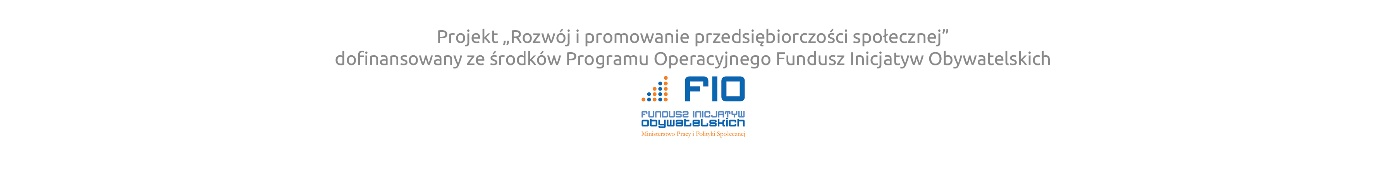 Projekt „Rozwój i promowanie przedsiębiorczości społecznej”
dofinansowany ze środków Programu Operacyjnego Fundusz Inicjatyw Obywatelskich
FIO
FUNDUSZ INICJATYW
OBYWATELSKICH
Ministerstwo Pracy i Polityki Społecznej